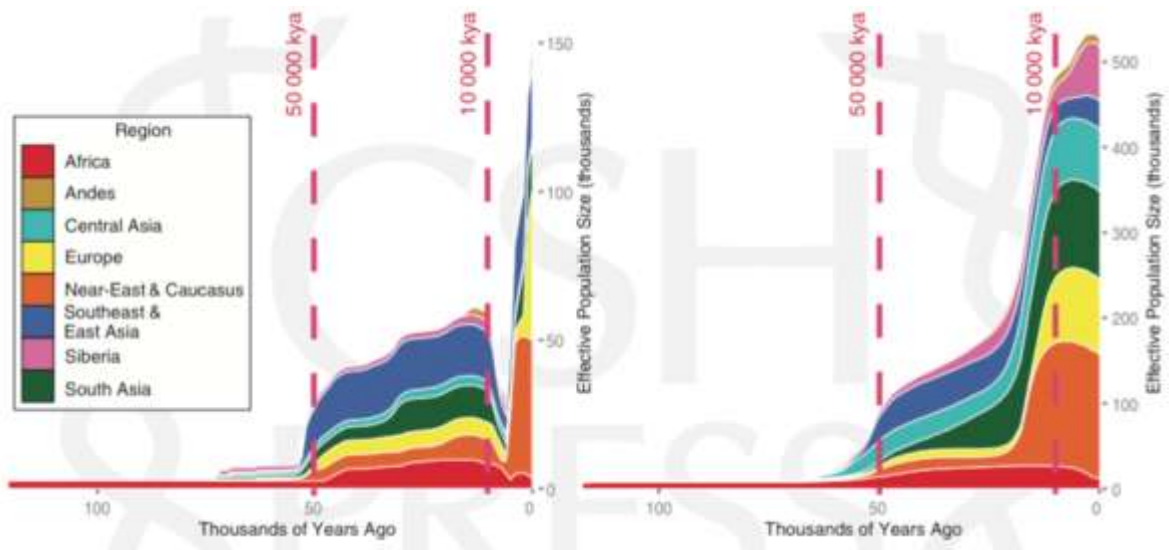 50 000 kya
10 000 kya
150
100
50
0
Effective Population Size (thousands)
Region
Africa
Andes
Central Asia
Europe
Near-East & Caucasus
Southeast &
East Asia
Siberia
South Asia
100
50
0
Thousands of Years Ago
50 000 kya
10 000 kya
500
400
300
200
100
0
Effective Population Size (thousands)
100
50
0
Thousands of Years Ago
CSH
PRESS